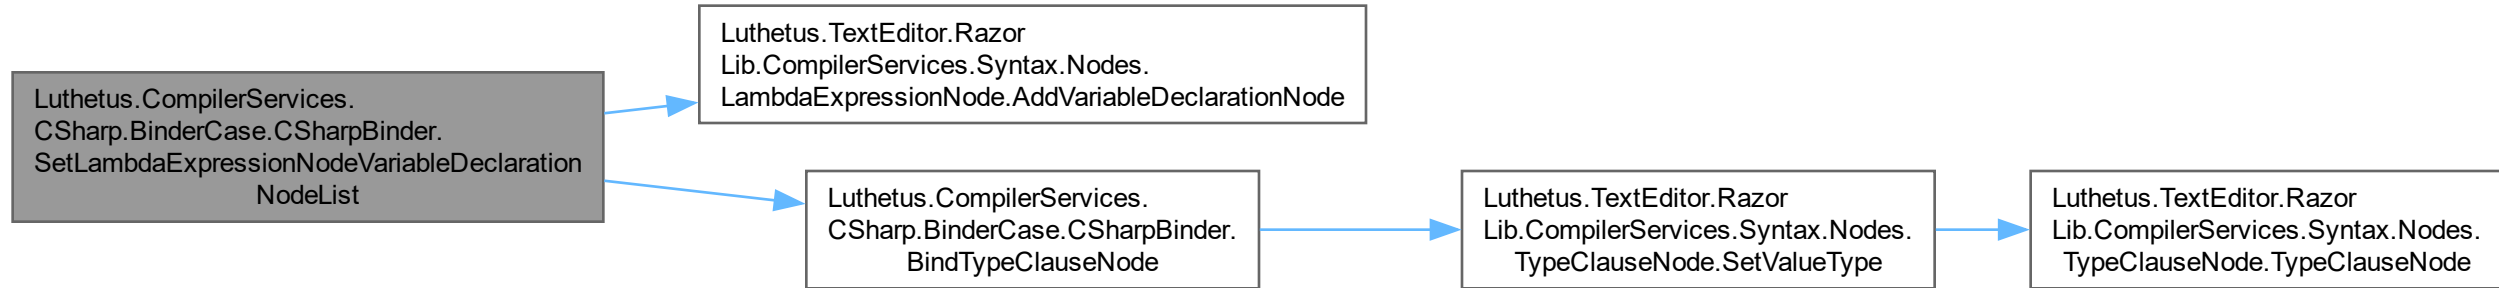 Luthetus.CompilerServices.
CSharp.BinderCase.CSharpBinder.
SetLambdaExpressionNodeVariableDeclaration
NodeList
Luthetus.TextEditor.Razor
Lib.CompilerServices.Syntax.Nodes.
LambdaExpressionNode.AddVariableDeclarationNode
Luthetus.CompilerServices.
CSharp.BinderCase.CSharpBinder.
BindTypeClauseNode
Luthetus.TextEditor.Razor
Lib.CompilerServices.Syntax.Nodes.
TypeClauseNode.SetValueType
Luthetus.TextEditor.Razor
Lib.CompilerServices.Syntax.Nodes.
TypeClauseNode.TypeClauseNode